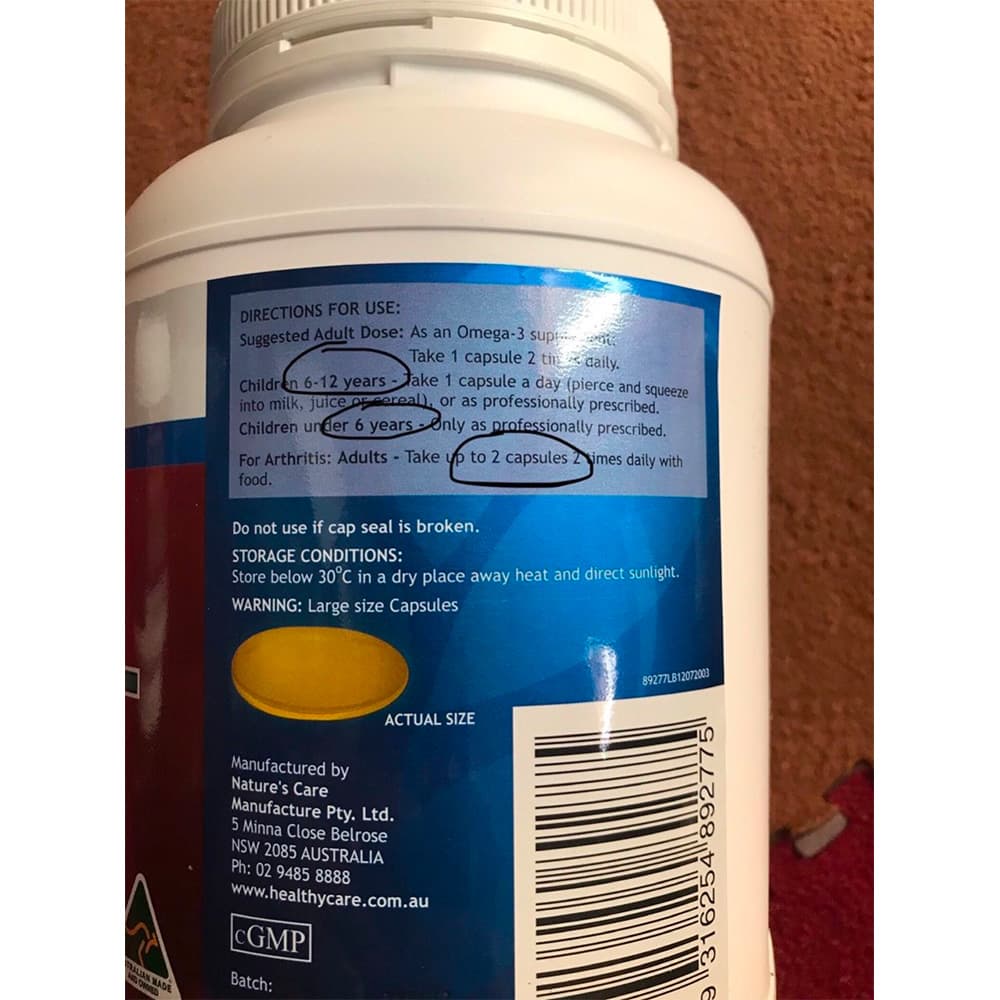 DIRECTIONS FOR USE:
Suggested Adult Dose: As an Omega-3
Take 1 capsule 2 times daily.
Children 6-12 years - Take 1 capsule a day (pierce and squeeze
into milk, juice or cereal), or as professionally prescribed.
Children under 6 years - Only as professionally prescribed.
For Arthritis: Adults - Take up to 2 capsules 2 times daily with
food.
Do not use if cap seal is broken.
STORAGE CONDITIONS:
Store below 30°C in a dry place away heat and direct sunlight.
WARNING: Large size Capsules
89277LB12072003
ACTUAL SIZE
Manufactured by
Nature's Care
Manufacture Pty. Ltd.
5 Minna Close Belrose
NSW 2085 AUSTRALIA
Ph: 02 9485 8888
www.healthycare.com.au
cGMP
Batch:
9 316254 892775
MADE
AND OWNED